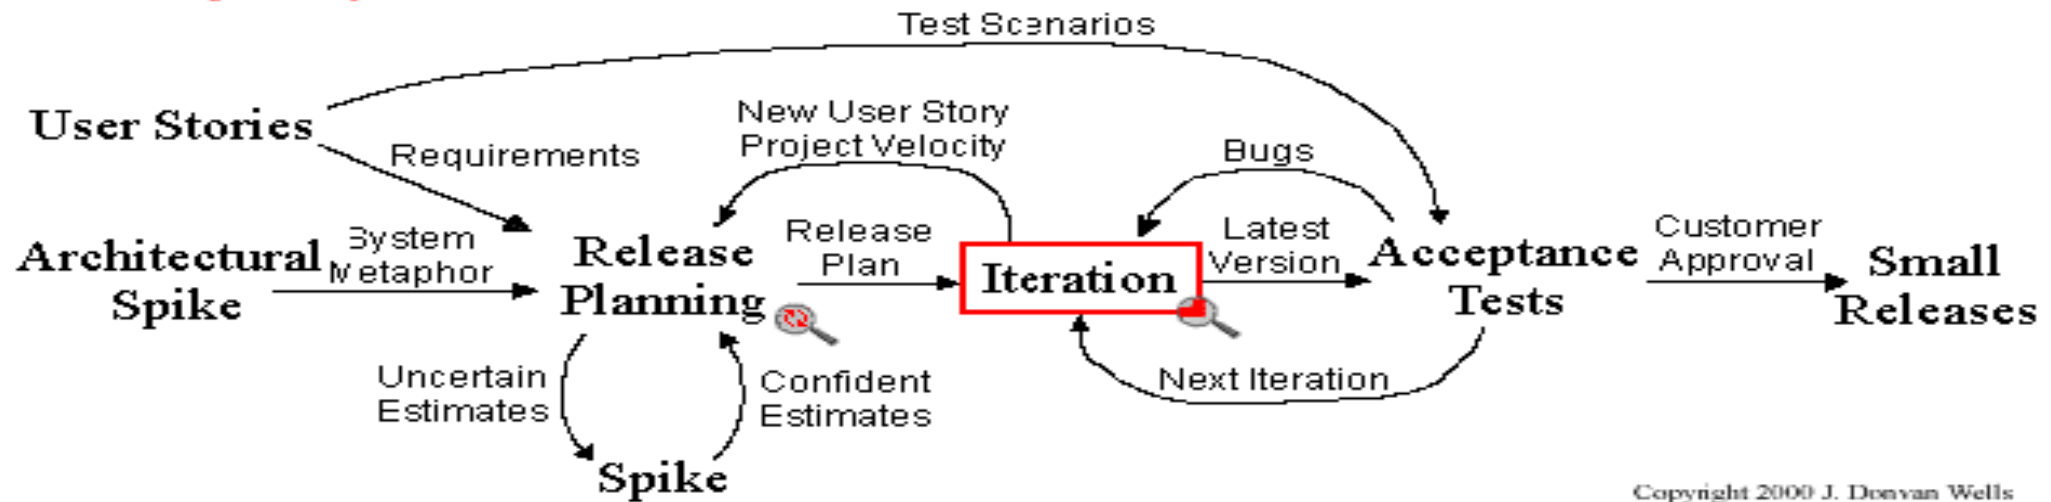 Test Scenarios
User Stories
Requirements
New User Story
Project Velocity
Bugs
Architectural
Spike
System
Metaphor
Release
Planning
Release
Plan
Iteration
Latest
Version
Acceptance
Tests
Customer
Approval
Small
Releases
Uncertain
Estimates
Confident
Estimates
Next Iteration
Spike
Copyright 2000 J. Donvan Wells